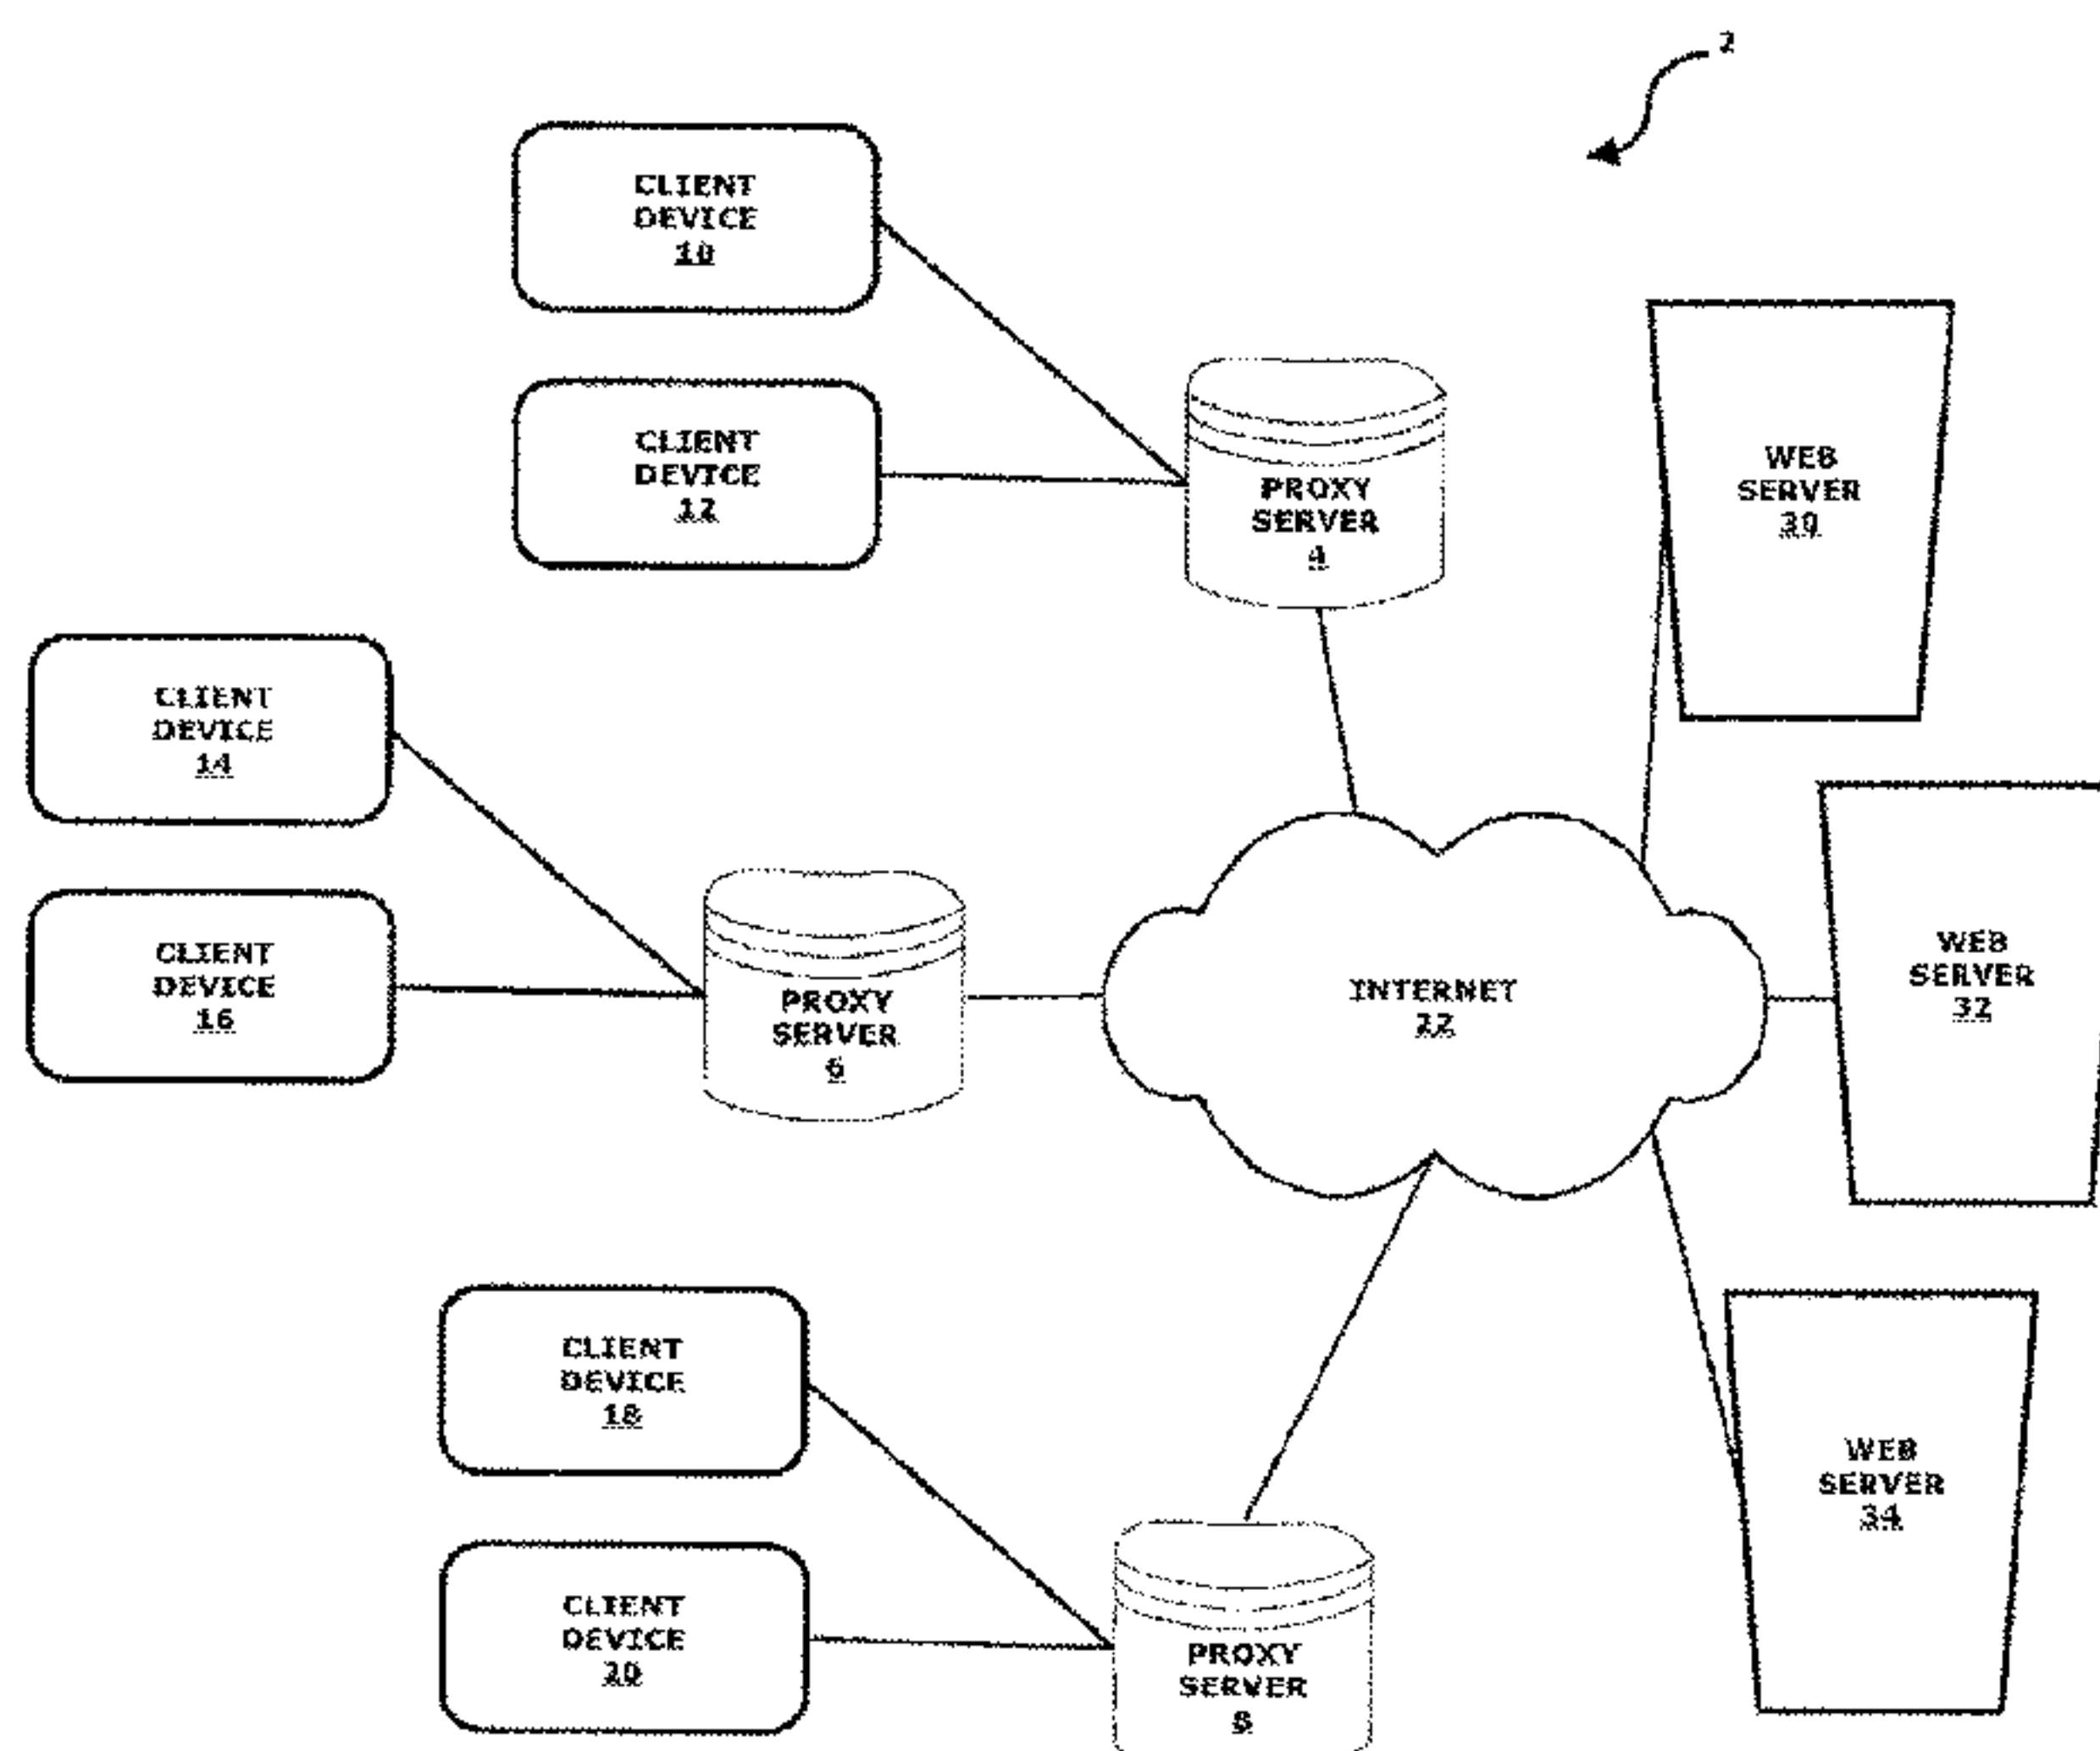 2
CLIENT
DEVICE
10
CLIENT
DEVICE
12
PROXY
SERVER
4
WEB
SERVER
30
CLIENT
DEVICE
14
CLIENT
DEVICE
16
PROXY
SERVER
6
INTERNET
22
WEB
SERVER
32
CLIENT
DEVICE
18
CLIENT
DEVICE
20
PROXY
SERVER
8
WEB
SERVER
34